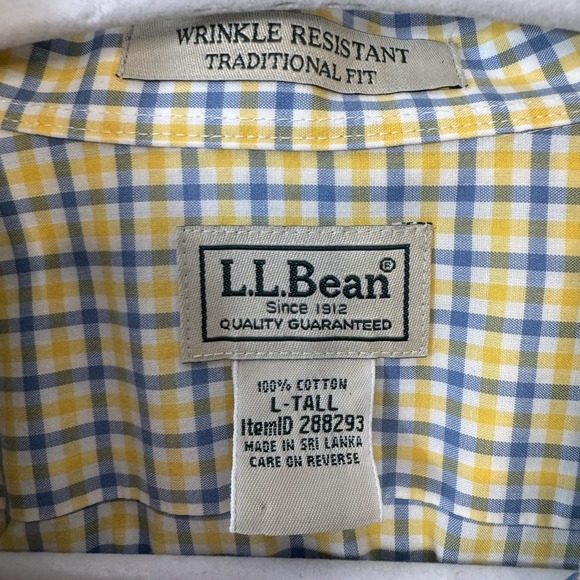 WRINKLE RESISTANT
TRADITIONAL FIT
L.L.Bean®
Since 1912
QUALITY GUARANTEED
100% COTTON
L-TALL
ItemID 288293
MADE IN SRI LANKA
CARE ON REVERSE